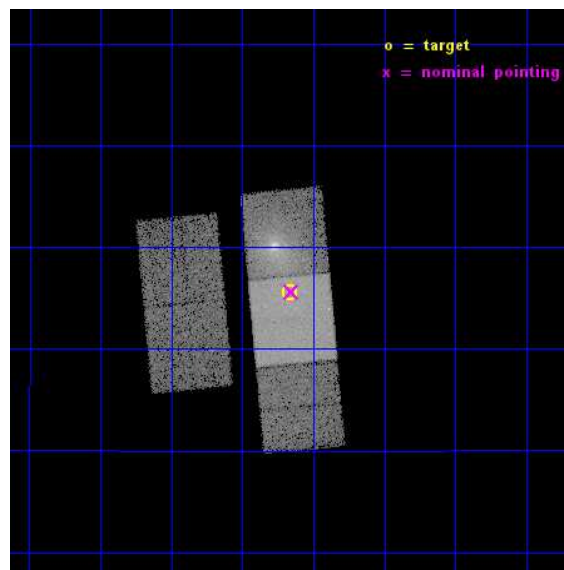 o = target
x = nominal pointing